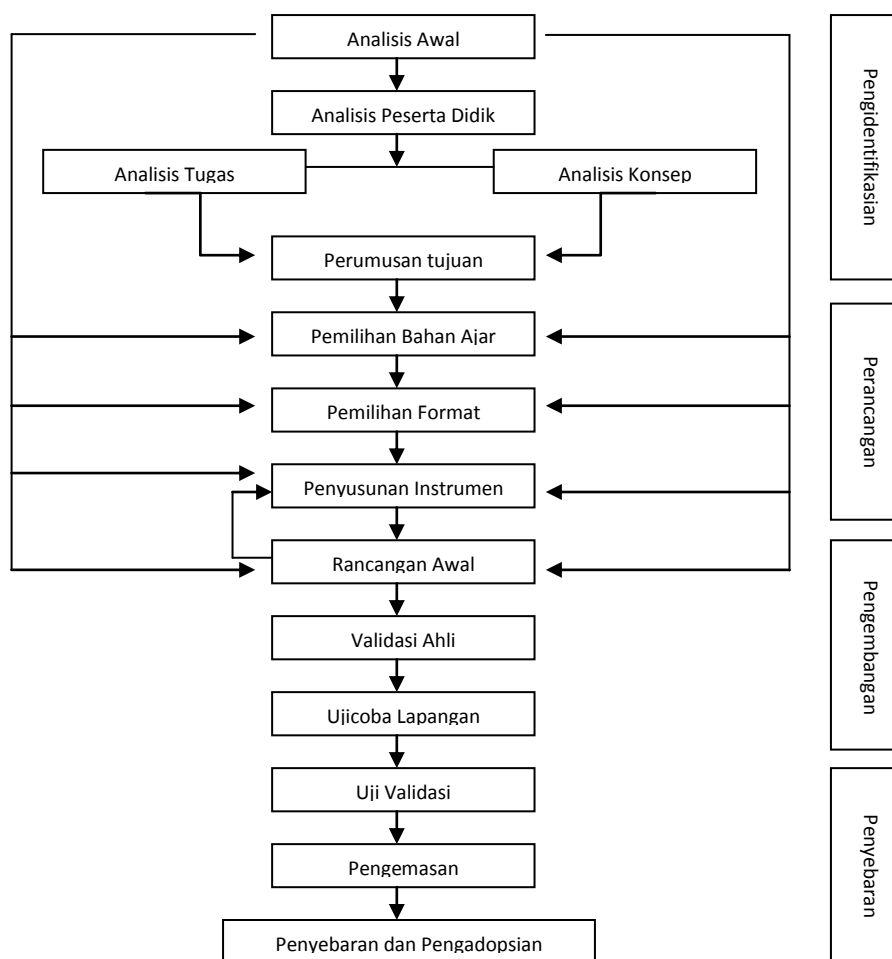 Analisis Awal
Analisis Peserta Didik
Analisis Tugas
Analisis Konsep
Perumusan tujuan
Pemilihan Bahan Ajar
Pemilihan Format
Penyusunan Instrumen
Rancangan Awal
Validasi Ahli
Ujicoba Lapangan
Uji Validasi
Pengemasan
Penyebaran dan Pengadopsian
Pengidentifikasian
Perancangan
Pengembangan
Penyebaran